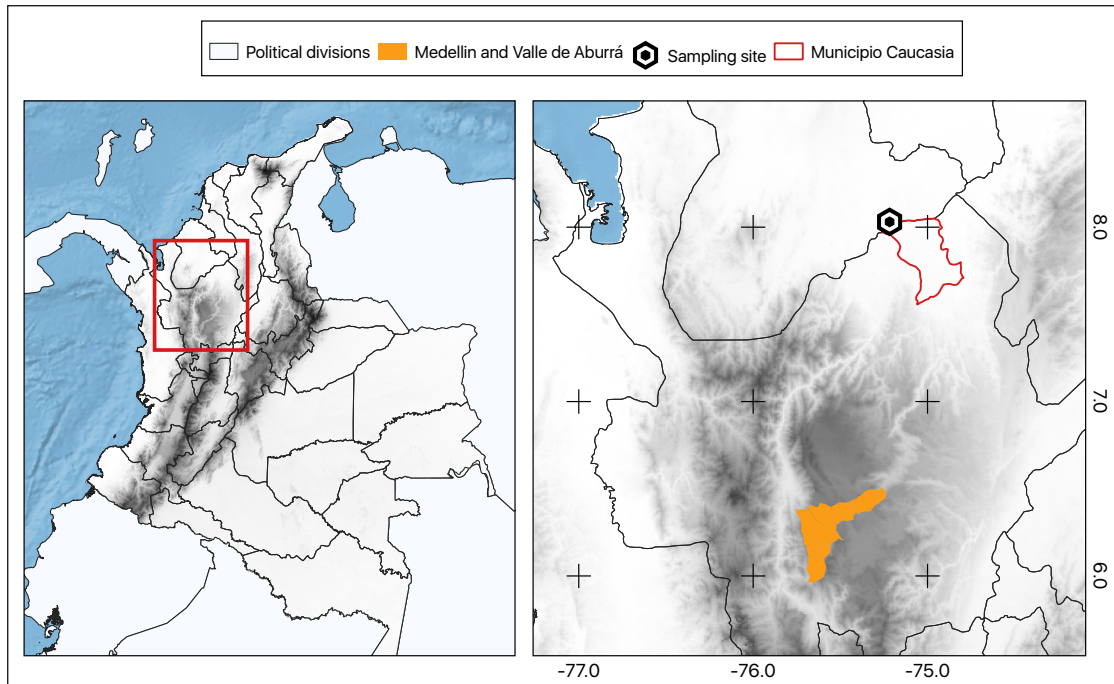 Political divisions Medellin and Valle de Aburrá Sampling site Municipio Caucasia
8.0
7.0
6.0
-77.0 -76.0 -75.0